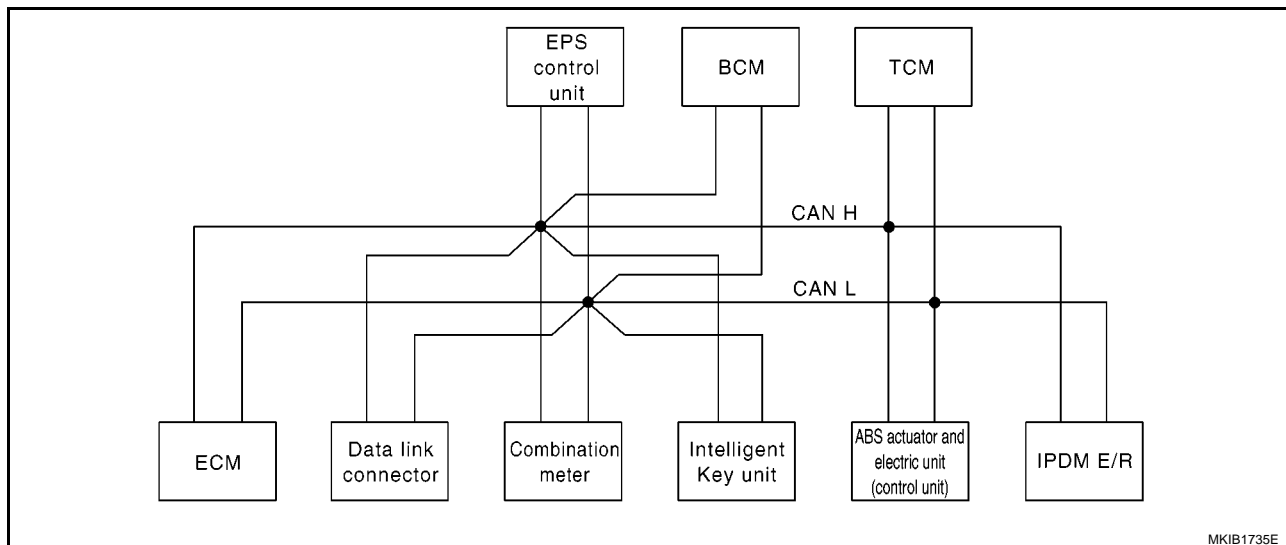 EPS
control
unit
BCM
TCM
CAN H
CAN L
ECM
Data link
connector
Combination
meter
Intelligent
Key unit
ABS actuator and
electric unit
(control unit)
IPDM E/R
MKIB1735E